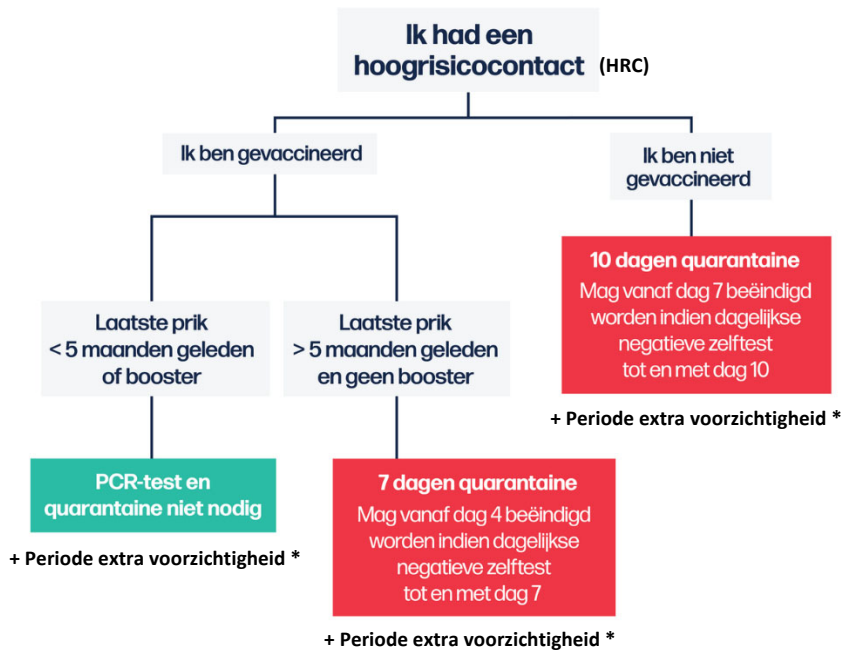 Ik had een
hoogrisicocontact (HRC)
Ik ben gevaccineerd
Ik ben niet
gevaccineerd
10 dagen quarantaine
Mag vanaf dag 7 beëindigd
worden indien dagelijkse
negatieve zelftest
tot en met dag 10
+ Periode extra voorzichtigheid *
Laatste prik
< 5 maanden geleden
of booster
Laatste prik
> 5 maanden geleden
en geen booster
PCR-test en
quarantaine niet nodig
+ Periode extra voorzichtigheid *
7 dagen quarantaine
Mag vanaf dag 4 beëindigd
worden indien dagelijkse
negatieve zelftest
tot en met dag 7
+ Periode extra voorzichtigheid *